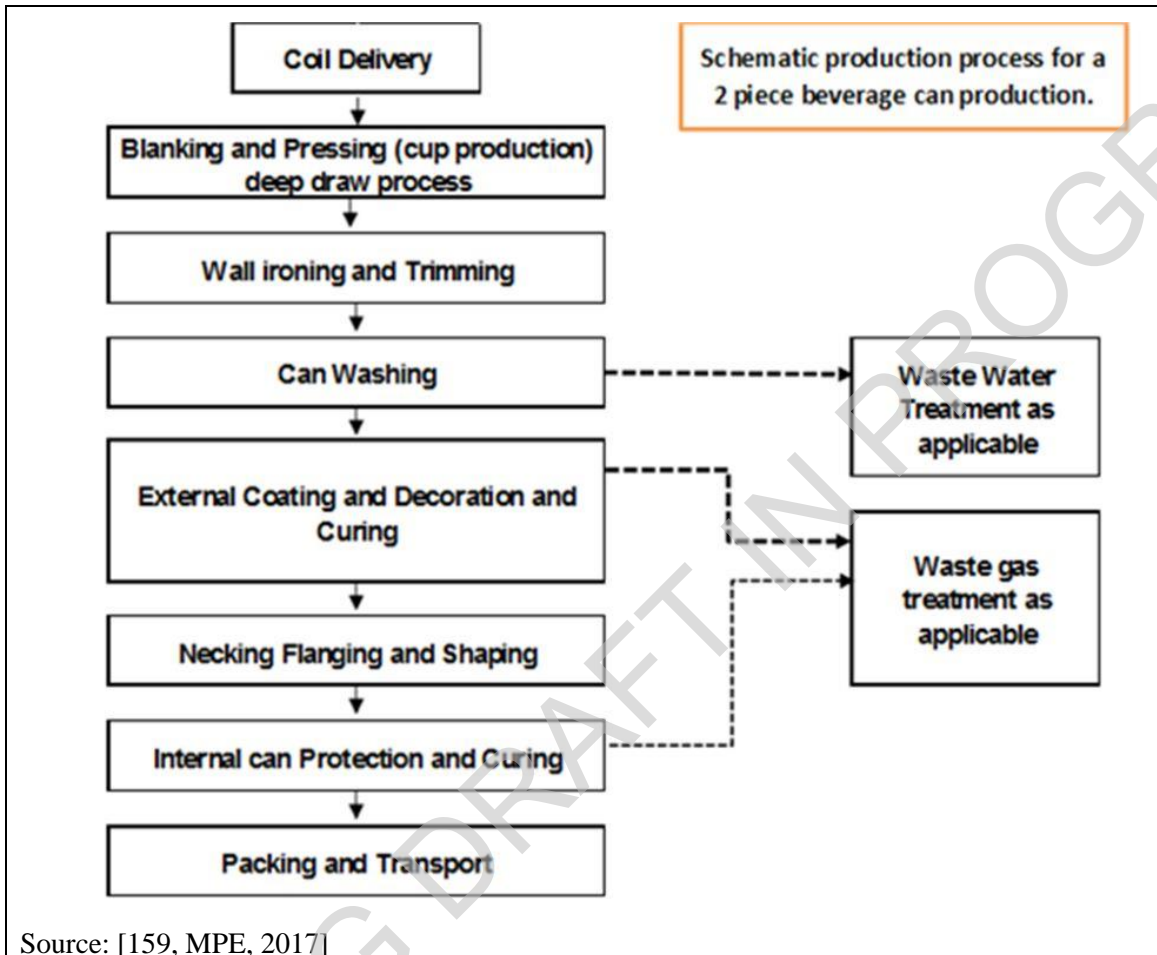 Coil Delivery
Schematic production process for a
2 piece beverage can production.
Blanking and Pressing (cup production)
deep draw process
Wall ironing and Trimming
Can Washing
Waste Water
Treatment as
applicable
External Coating and Decoration and
Curing
Waste gas
treatment as
applicable
Necking Flanging and Shaping
Internal can Protection and Curing
Packing and Transport
Source: [159, MPE, 2017]
G DRAFT IN PROGR